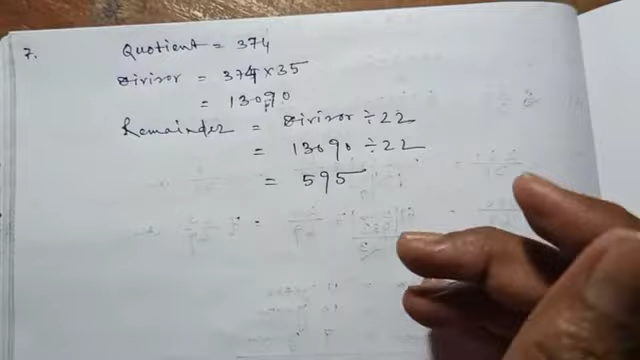 7. Quotient = 374
Divisor = 374 × 35
= 13090
Remainder = Divisor ÷ 22
= 13090 ÷ 22
= 595